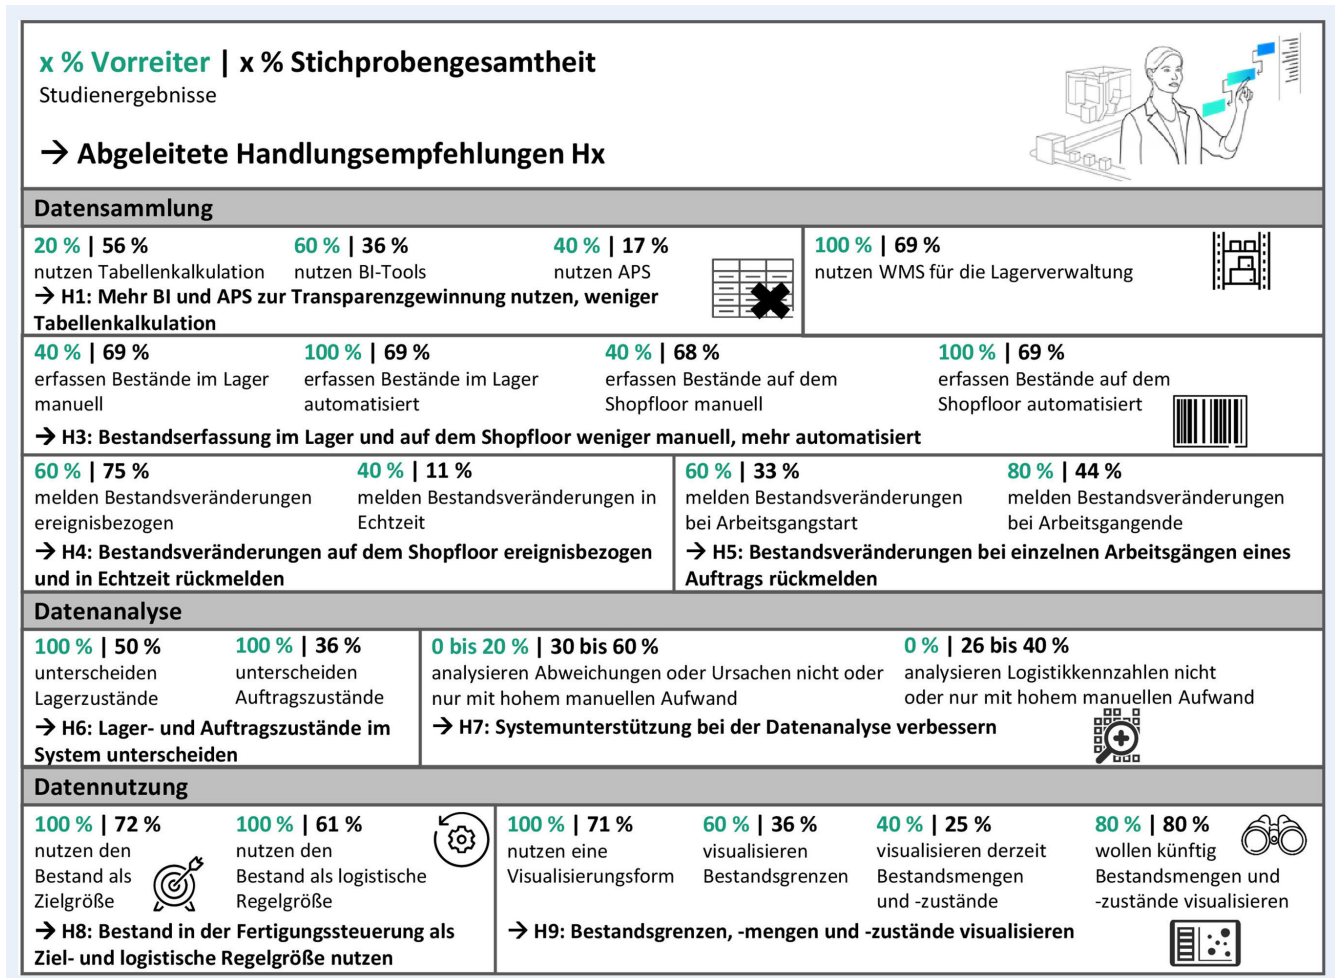 x % Vorreiter | x % Stichprobengesamtheit
Studienergebnisse
→ Abgeleitete Handlungsempfehlungen Hx
Datensammlung
20 % | 56 %
nutzen Tabellenkalkulation
60 % | 36 %
nutzen BI-Tools
40 % | 17 %
nutzen APS
→ H1: Mehr BI und APS zur Transparenzgewinnung nutzen, weniger
Tabellenkalkulation
100 % | 69 %
nutzen WMS für die Lagerverwaltung
40 % | 69 %
erfassen Bestände im Lager
manuell
100 % | 69 %
erfassen Bestände im Lager
automatisiert
40 % | 68 %
erfassen Bestände auf dem
Shopfloor manuell
100 % | 69 %
erfassen Bestände auf dem
Shopfloor automatisiert
→ H3: Bestandserfassung im Lager und auf dem Shopfloor weniger manuell, mehr automatisiert
60 % | 75 %
melden Bestandsveränderungen
ereignisbezogen
40 % | 11 %
melden Bestandsveränderungen in
Echtzeit
→ H4: Bestandsveränderungen auf dem Shopfloor ereignisbezogen
und in Echtzeit rückmelden
60 % | 33 %
melden Bestandsveränderungen
bei Arbeitsgangstart
80 % | 44 %
melden Bestandsveränderungen
bei Arbeitsgangende
→ H5: Bestandsveränderungen bei einzelnen Arbeitsgängen eines
Auftrags rückmelden
Datenanalyse
100 % | 50 %
unterscheiden
Lagerzustände
100 % | 36 %
unterscheiden
Auftragszustände
→ H6: Lager- und Auftragszustände im
System unterscheiden
0 bis 20 % | 30 bis 60 %
analysieren Abweichungen oder Ursachen nicht oder
nur mit hohem manuellen Aufwand
0 % | 26 bis 40 %
analysieren Logistikkennzahlen nicht
oder nur mit hohem manuellen Aufwand
→ H7: Systemunterstützung bei der Datenanalyse verbessern
Datennutzung
100 % | 72 %
nutzen den
Bestand als
Zielgröße
100 % | 61 %
nutzen den
Bestand als logistische
Regelgröße
→ H8: Bestand in der Fertigungssteuerung als
Ziel- und logistische Regelgröße nutzen
100 % | 71 %
nutzen eine
Visualisierungsform
60 % | 36 %
visualisieren
Bestandsgrenzen
40 % | 25 %
visualisieren derzeit
Bestandsmengen
und -zustände
80 % | 80 %
wollen künftig
Bestandsmengen und
-zustände visualisieren
→ H9: Bestandsgrenzen, -mengen und -zustände visualisieren